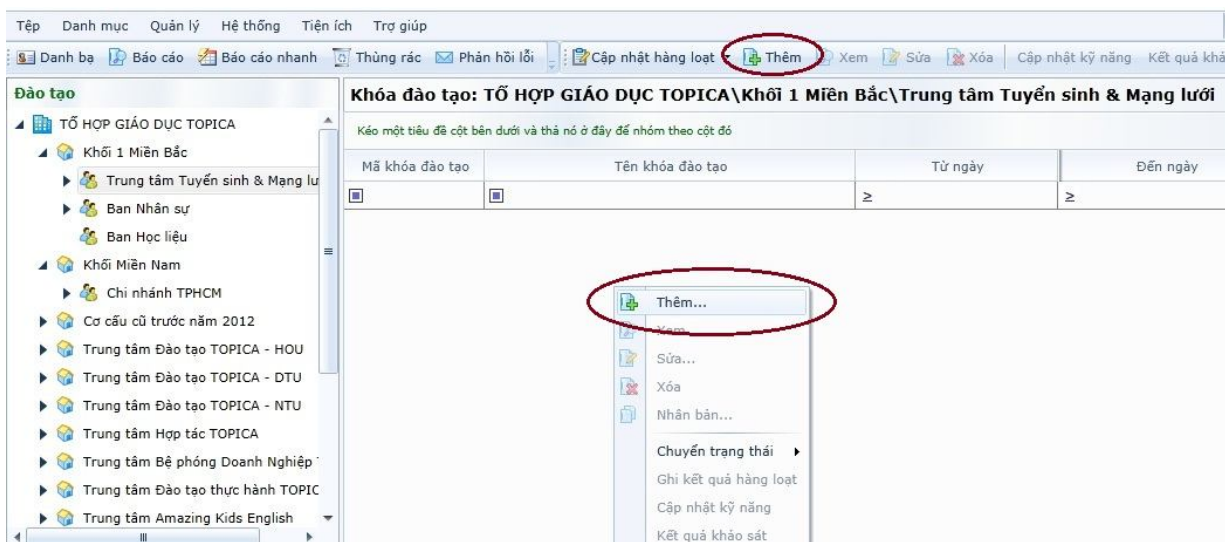 Tệp Danh mục Quản lý Hệ thống Tiện ích Trợ giúp
Danh bạ Báo cáo Báo cáo nhanh Thùng rác Phản hồi lỗi Cập nhật hàng loạt Thêm Xem Sửa Xóa Cập nhật kỹ năng Kết quả khả
Đào tạo
TỔ HỢP GIÁO DỤC TOPICA
Khối 1 Miền Bắc
Trung tâm Tuyển sinh & Mạng lư
Ban Nhân sự
Ban Học liệu
Khối Miền Nam
Chi nhánh TPHCM
Cơ cấu cũ trước năm 2012
Trung tâm Đào tạo TOPICA - HOU
Trung tâm Đào tạo TOPICA - DTU
Trung tâm Đào tạo TOPICA - NTU
Trung tâm Hợp tác TOPICA
Trung tâm Bệ phóng Doanh Nghiệp
Trung tâm Đào tạo thực hành TOPIC
Trung tâm Amazing Kids English
Khóa đào tạo: TỔ HỢP GIÁO DỤC TOPICA\Khối 1 Miền Bắc\Trung tâm Tuyển sinh & Mạng lưới
Kéo một tiêu đề cột bên dưới và thả nó ở đây để nhóm theo cột đó
Mã khóa đào tạo Tên khóa đào tạo Từ ngày Đến ngày
≥ ≥
Thêm...
Xem
Sửa...
Xóa
Nhân bản...
Chuyển trạng thái
Ghi kết quả hàng loạt
Cập nhật kỹ năng
Kết quả khảo sát